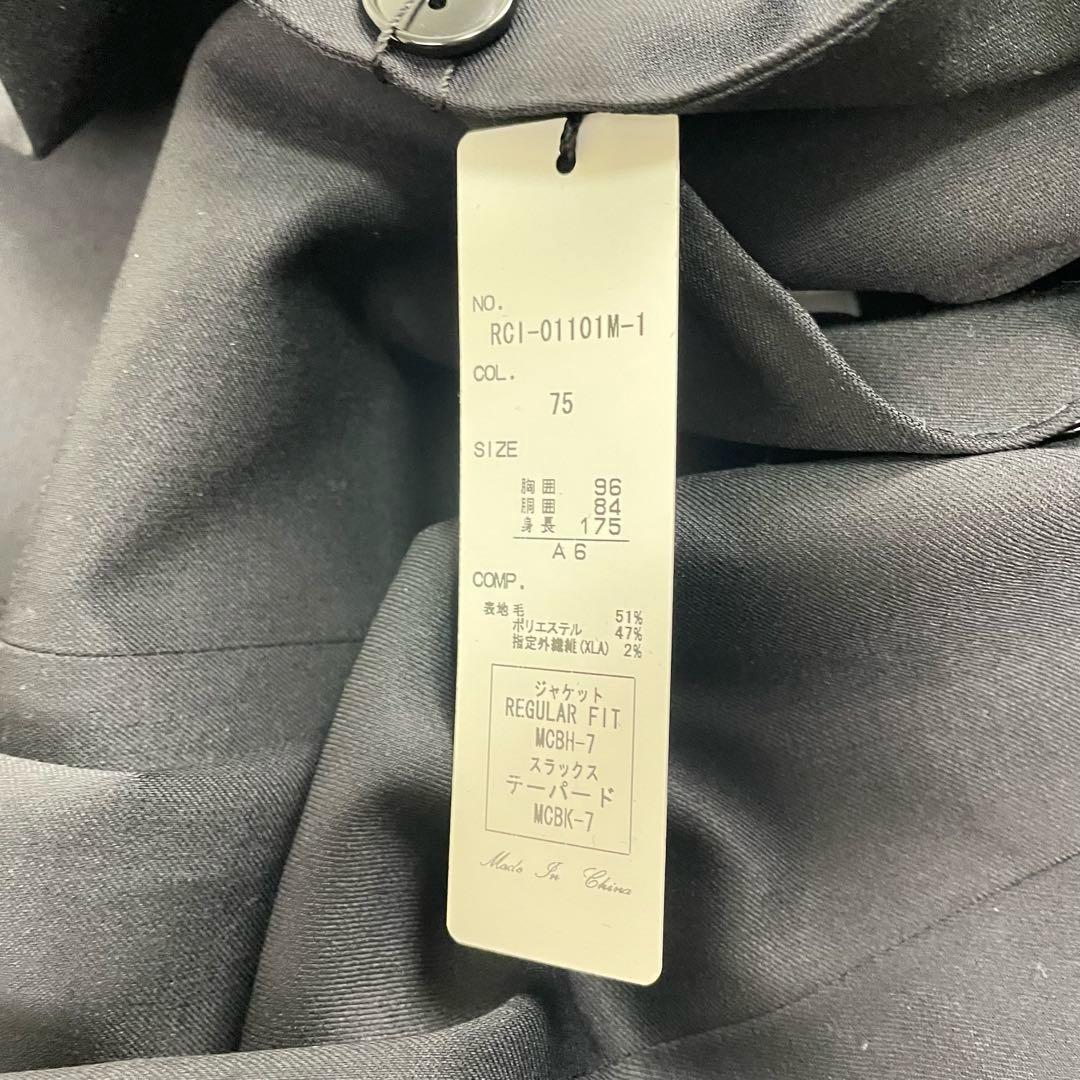 NO.
RCI-01101M-1
COL.
75
SIZE
胸囲 96
胴囲 84
身長 175
A6
COMP.
表地 毛 51%
ポリエステル 47%
指定外繊維(XLA) 2%
ジャケット
REGULAR FIT
MCBH-7
スラックス
テーパード
MCBK-7
Made In China